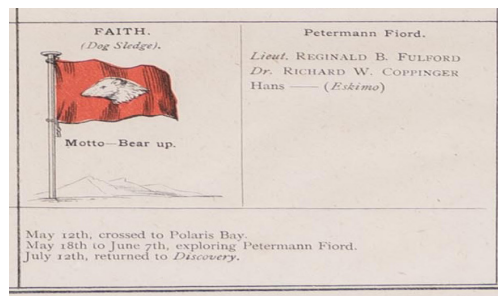 FAITH.
(Dog Sledge).
Motto—Bear up.
Petermann Fiord.
Lieut. REGINALD B. FULFORD
Dr. RICHARD W. COPPINGER
Hans —— (Eskimo)
May 12th, crossed to Polaris Bay.
May 18th to June 7th, exploring Petermann Fiord.
July 12th, returned to Discovery.